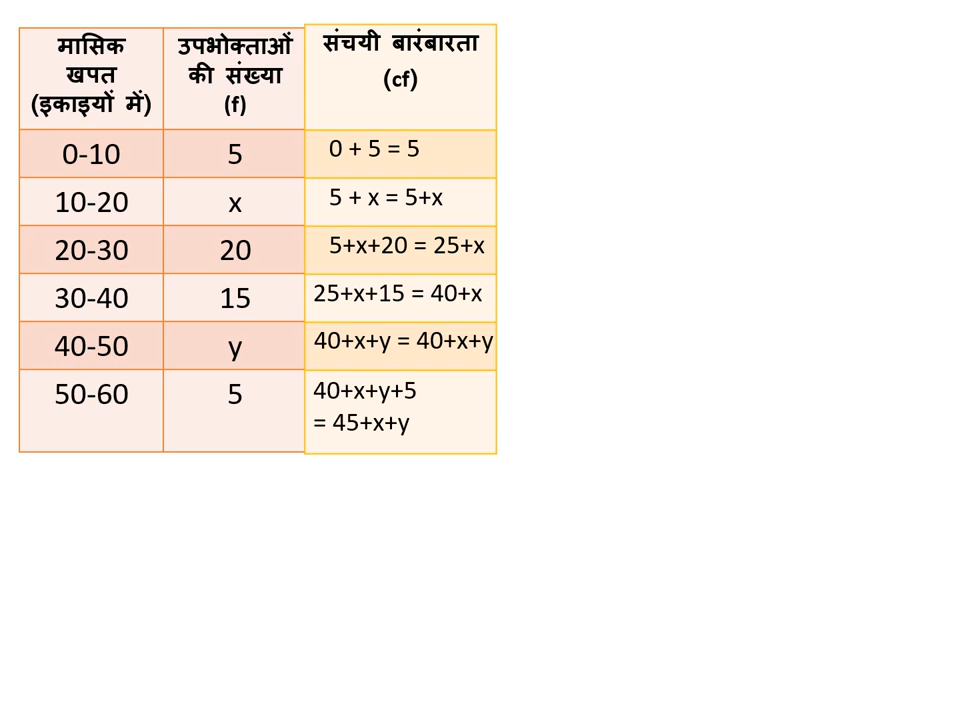 मासिक
खपत
(इकाइयों में)
उपभोक्ताओं
की संख्या
(f)
संचयी बारंबारता
(cf)
0-10
5
0 + 5 = 5
10-20
x
5 + x = 5+x
20-30
20
5+x+20 = 25+x
30-40
15
25+x+15 = 40+x
40-50
y
40+x+y = 40+x+y
50-60
5
40+x+y+5
= 45+x+y